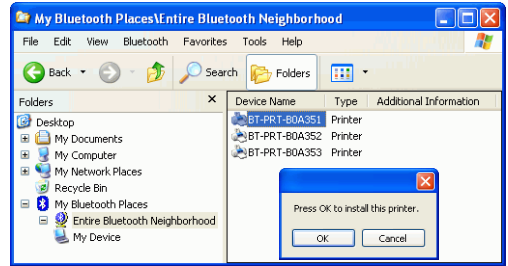 My Bluetooth Places\Entire Bluetooth Neighborhood
File Edit View Bluetooth Favorites Tools Help
Back Search Folders
Folders x Device Name Type Additional Information
Desktop
My Documents
My Computer
My Network Places
Recycle Bin
My Bluetooth Places
Entire Bluetooth Neighborhood
My Device
BT-PRT-B0A351 Printer
BT-PRT-B0A352 Printer
BT-PRT-B0A353 Printer
Press OK to install this printer.
OK Cancel